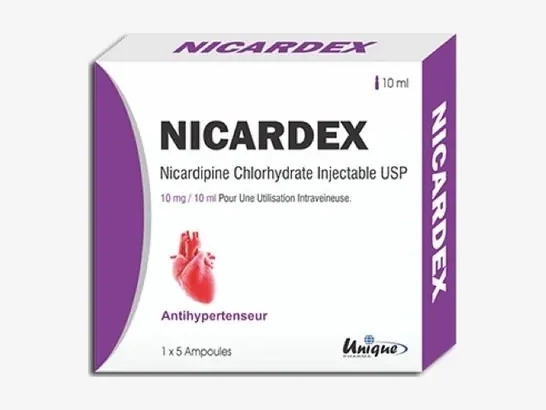 NICARDEX
10 ml
NICARDEX
Nicardipine Chlorhydrate Injectable USP
10 mg / 10 ml Pour Une Utilisation Intraveineuse.
Antihypertenseur
1 x 5 Ampoules
Unique
PHARMA
NICARDEX